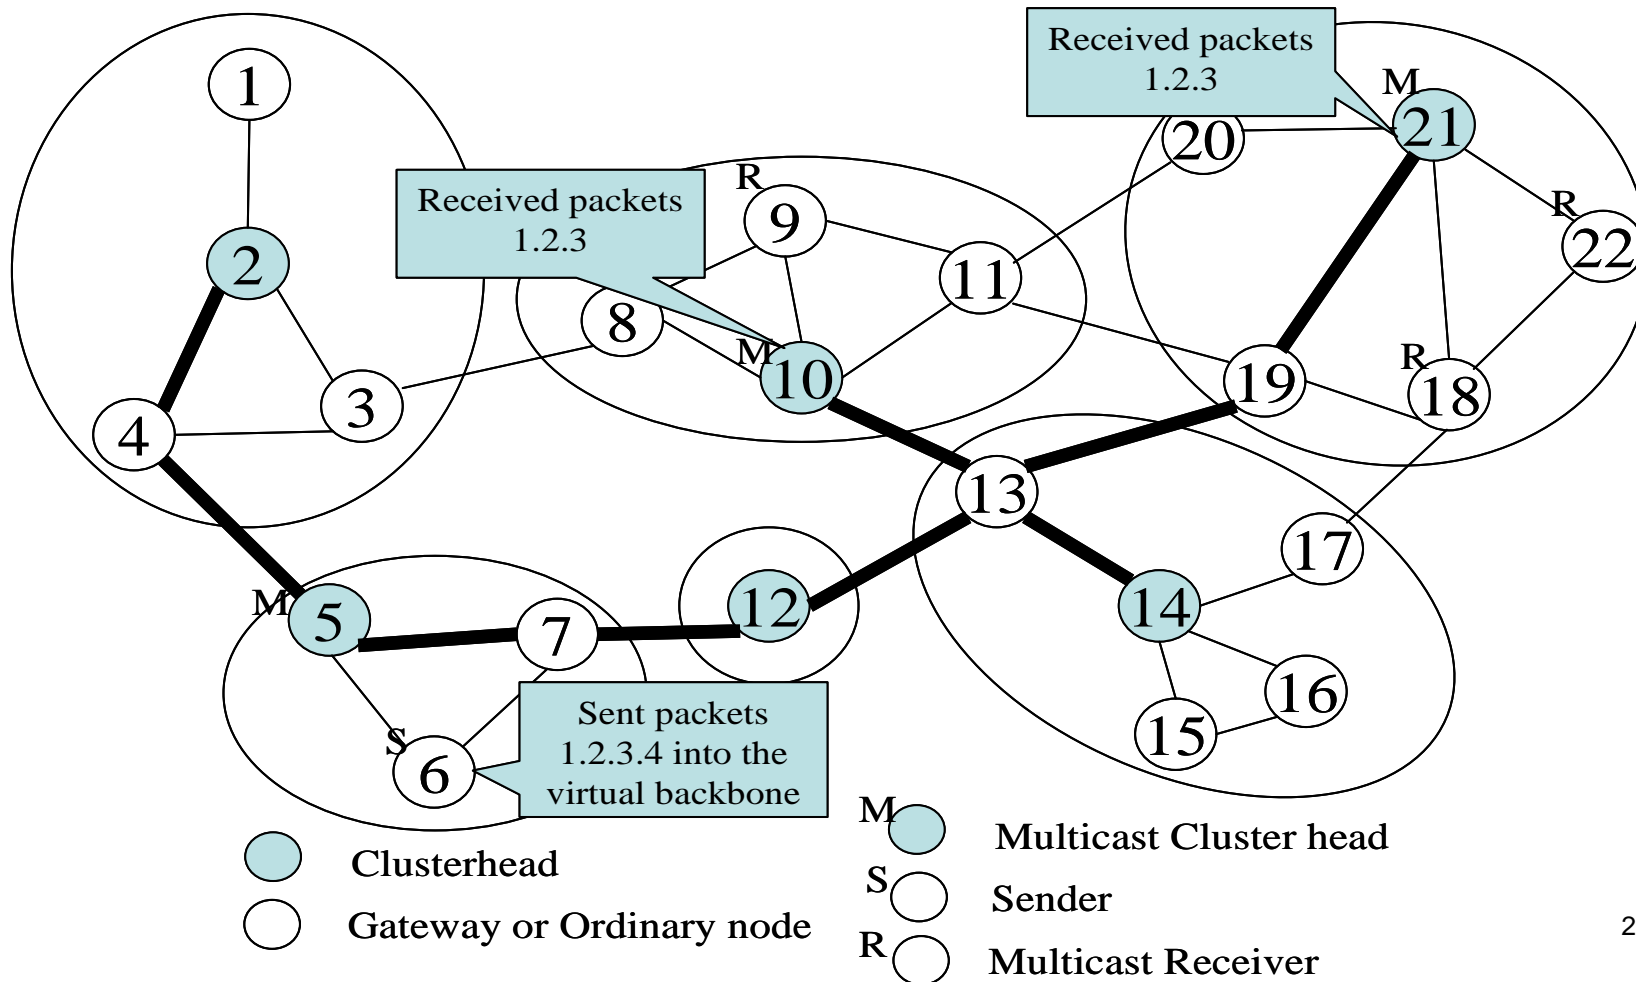 Received packets
1.2.3
M
21
20
1
R
22
Received packets
1.2.3
R
9
2
11
8
M
10
19
R
18
3
4
13
17
M
5
7
12
14
16
15
S
6
Sent packets
1.2.3.4 into the
virtual backbone
M
Multicast Cluster head
Clusterhead
S
Sender
Gateway or Ordinary node
R
Multicast Receiver
2